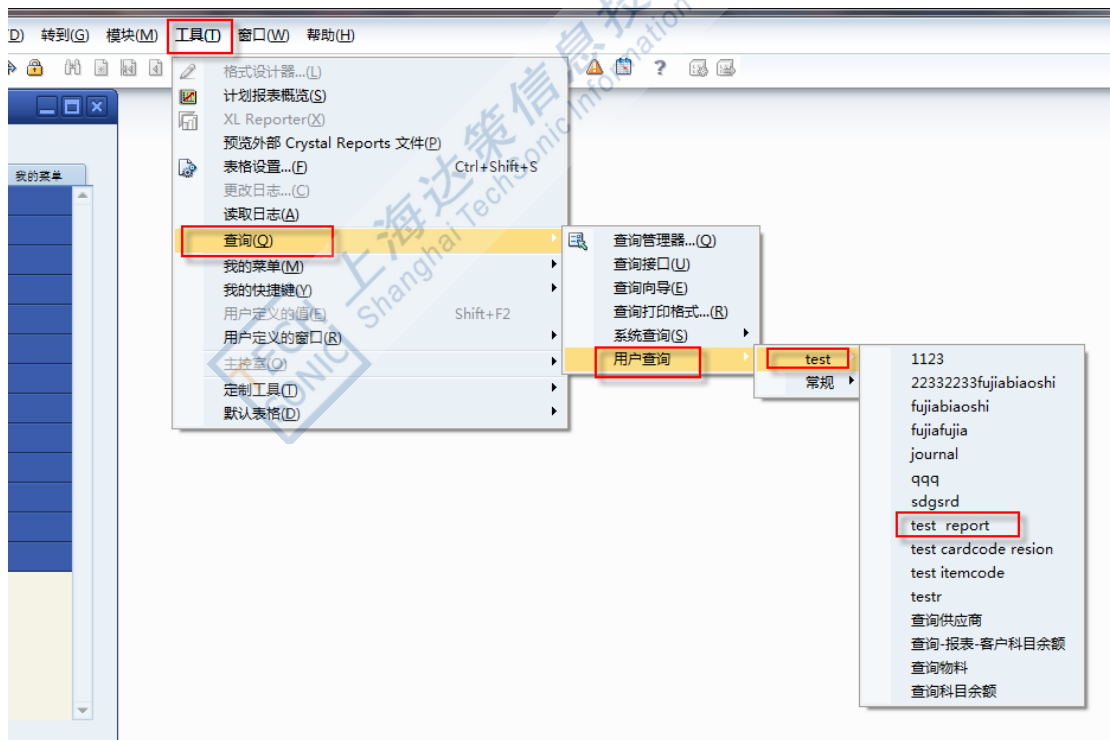 (D) 转到(G) 模块(M) 工具(T) 窗口(W) 帮助(H)
我的菜单
格式设计器...(L)
计划报表概览(S)
XL Reporter(X)
预览外部 Crystal Reports 文件(P)
表格设置...(F) Ctrl+Shift+S
更改日志...(C)
读取日志(A)
查询(Q)
我的菜单(M)
我的快捷键(Y)
用户定义的值(E) Shift+F2
用户定义的窗口(R)
主控室(O)
定制工具(T)
默认表格(D)
查询管理器...(Q)
查询接口(U)
查询向导(E)
查询打印格式...(R)
系统查询(S)
用户查询
test
常规
1123
22332233fujiabiaoshi
fujiabiaoshi
fujiafujia
journal
qqq
sdgsrd
test report
test cardcode resion
test itemcode
testr
查询供应商
查询-报表-客户科目余额
查询物料
查询科目余额
TECH
SONIC
上海达策信息技
Shanghai TechSonic Information